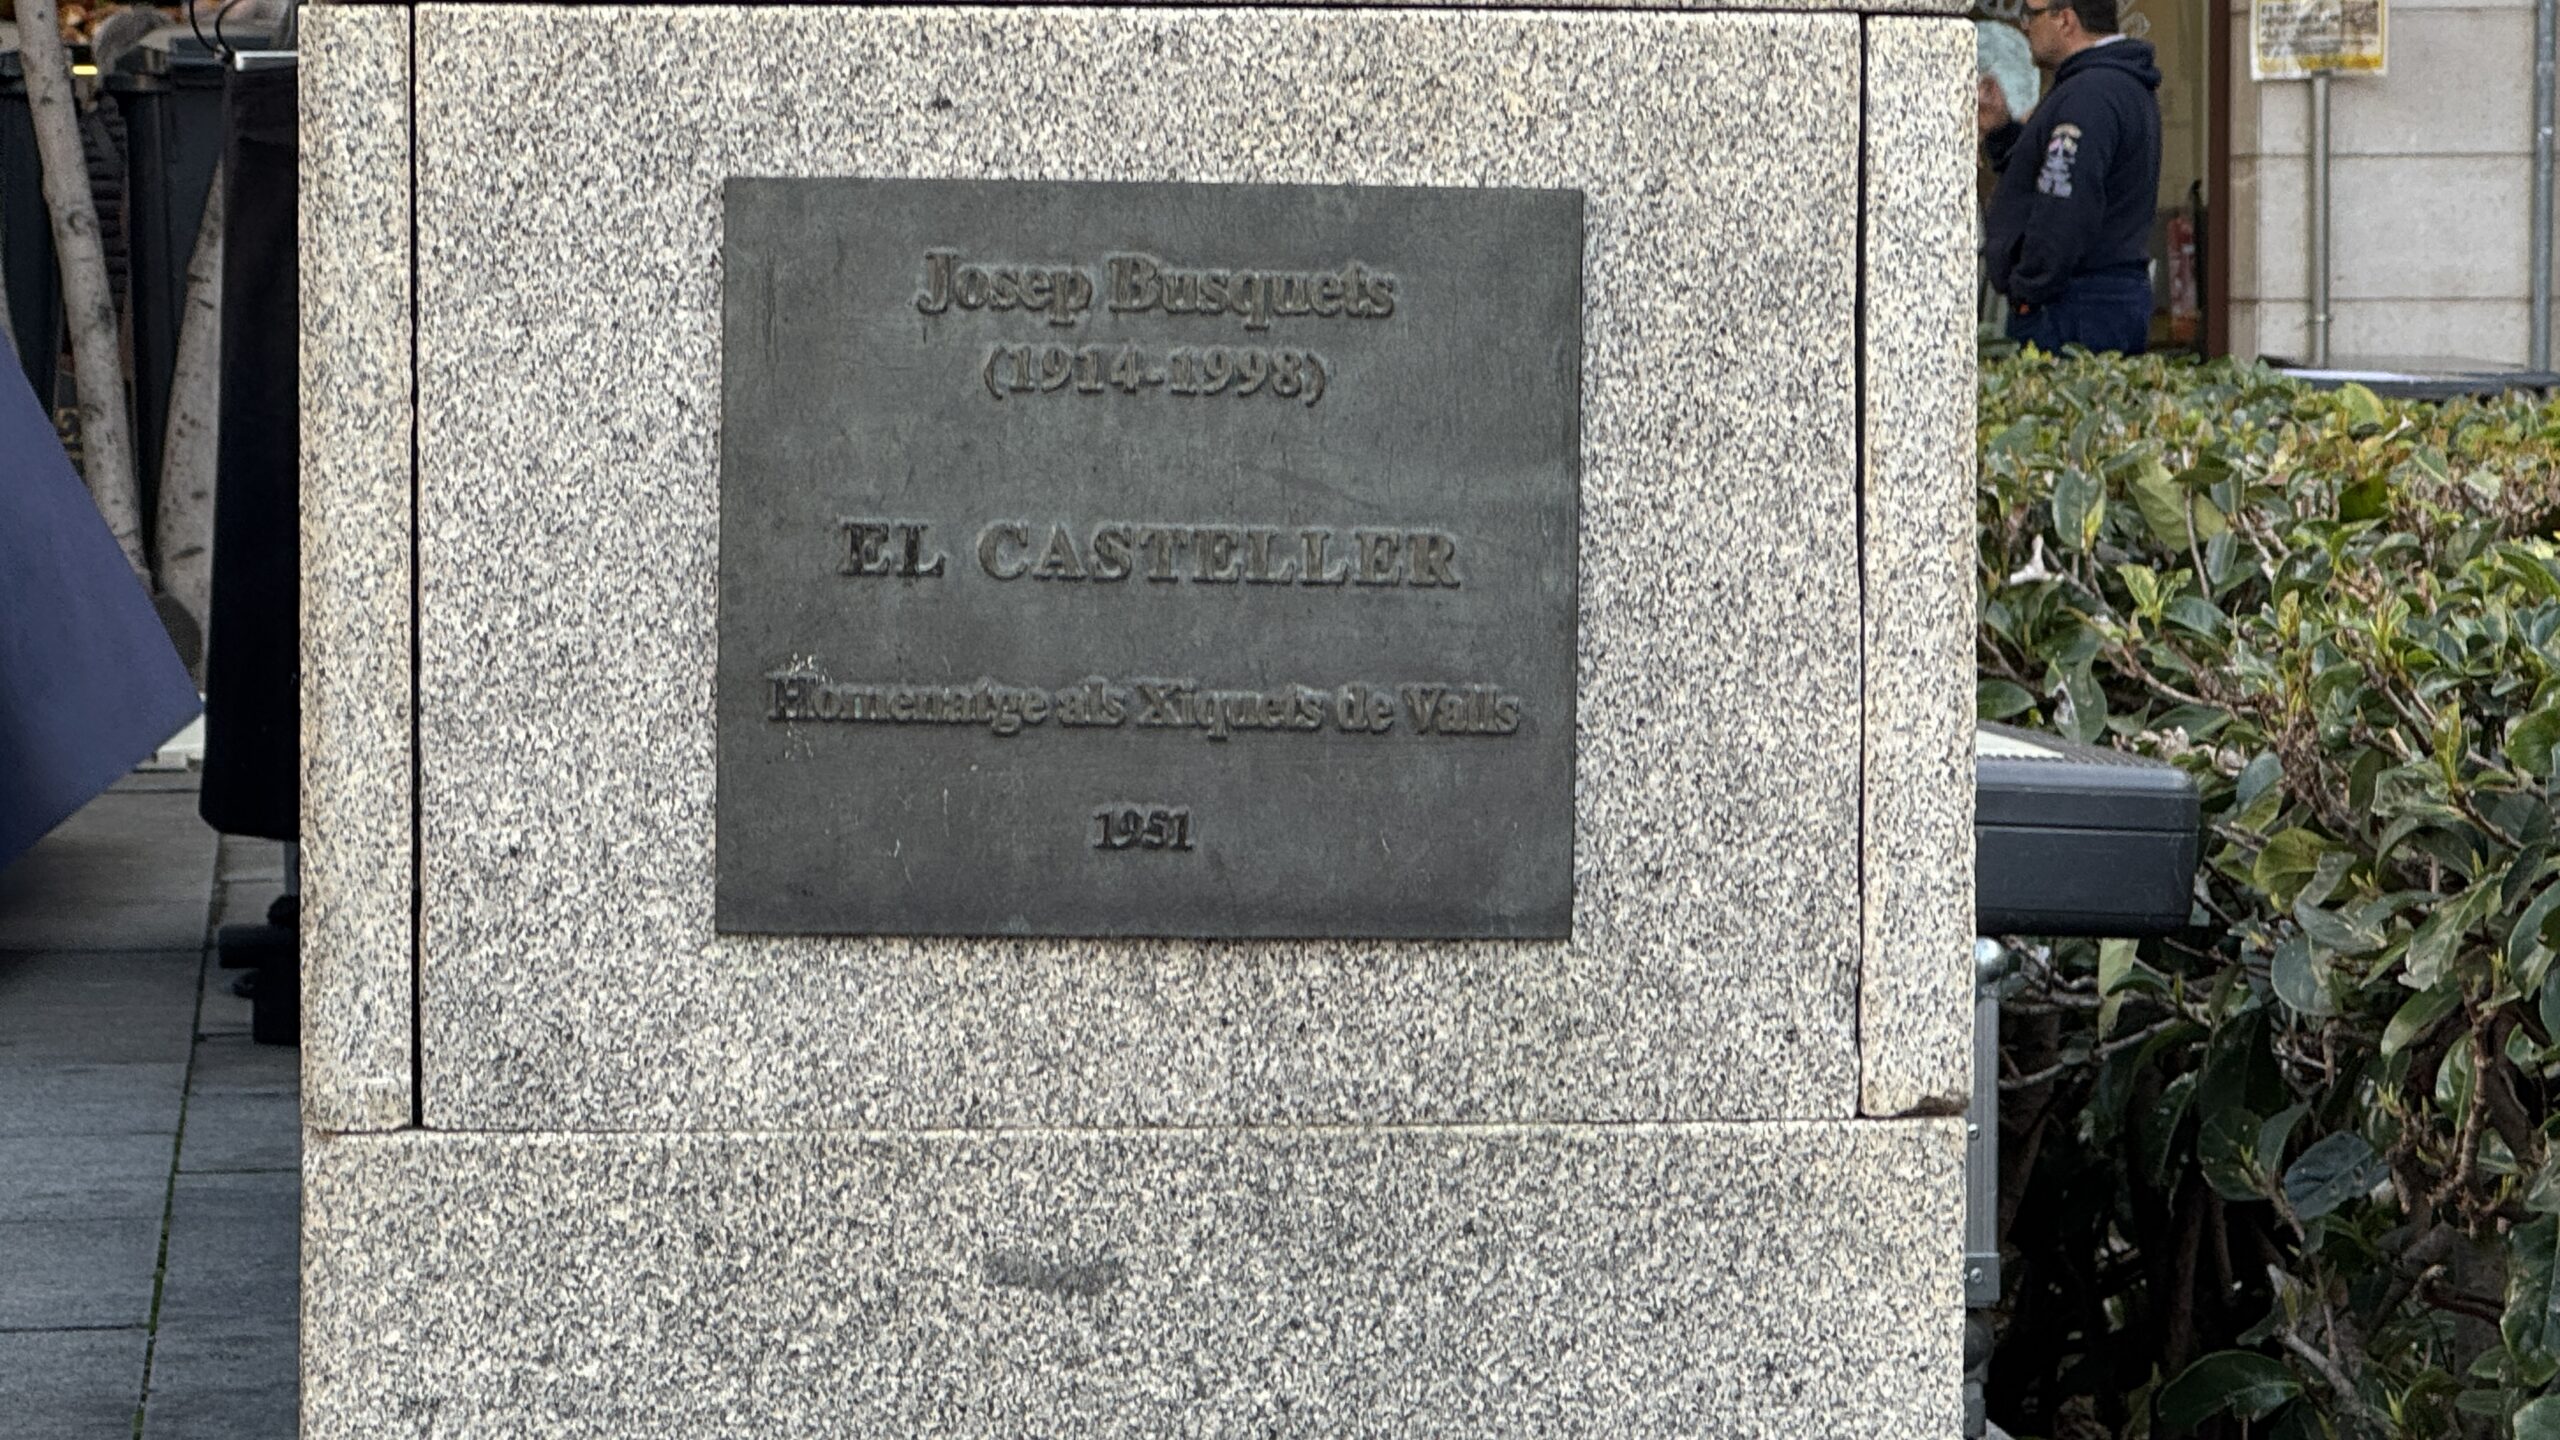 Josep Busquets
(1914-1998)
EL CASTELLER
Homenatge als Xiquets de Valls
1951